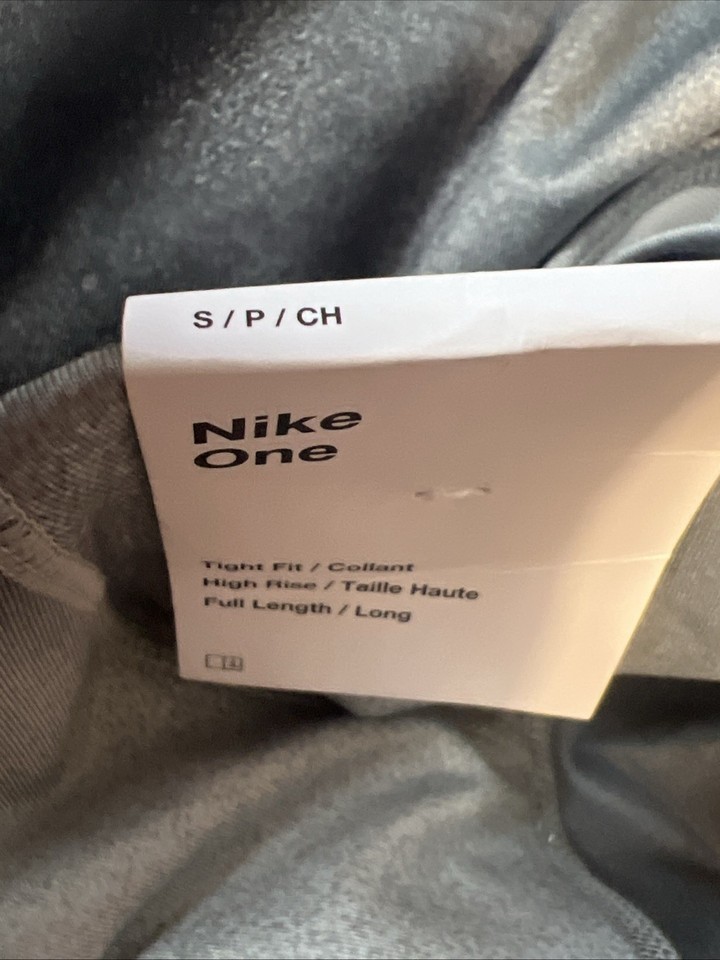 S / P / CH
Nike
One
Tight Fit / Collant
High Rise / Taille Haute
Full Length / Long